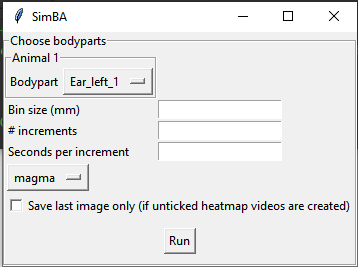 SimBA
Choose bodyparts
Animal 1
Bodypart Ear_left_1
Bin size (mm)
# increments
Seconds per increment
magma
Save last image only (if unticked heatmap videos are created)
Run